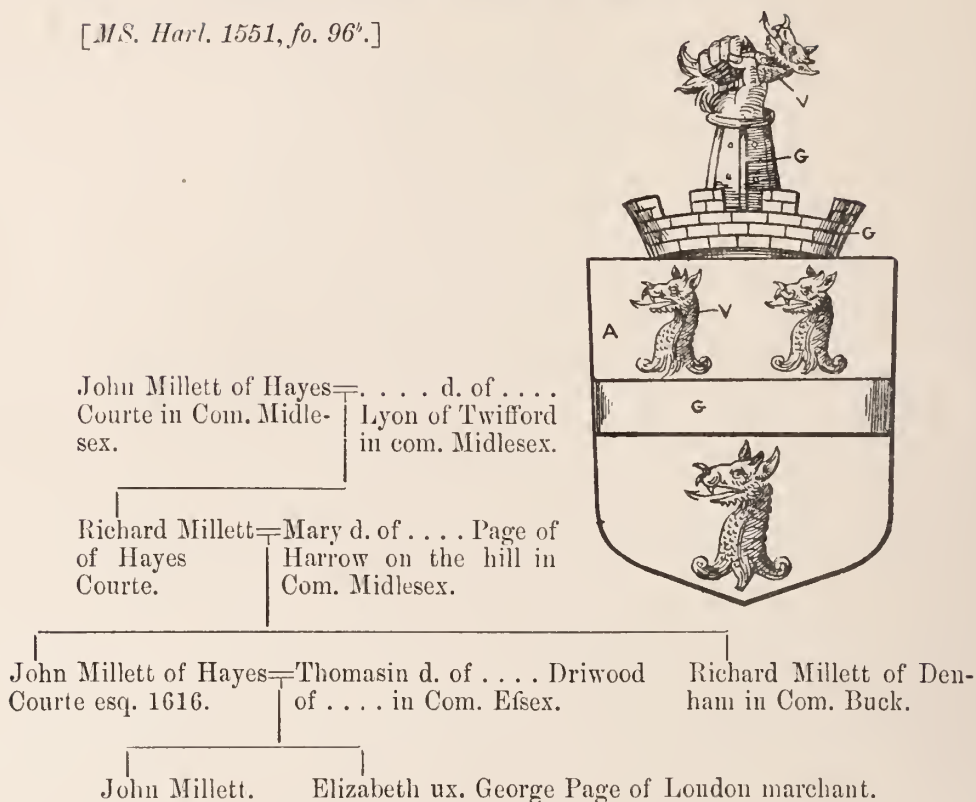 [MS. Harl. 1551, fo. 96b.]
V
G
G
A
V
G
John Millett of Hayes=. . . . d. of . . . .
Courte in Com. Midle-
sex.
Lyon of Twifford
in com. Midlesex.
Richard Millett=Mary d. of . . . . Page of
of Hayes
Courte.
Harrow on the hill in
Com. Midlesex.
John Millett of Hayes=Thomasin d. of . . . . Driwood
Courte esq. 1616.
of . . . . in Com. Eſsex.
Richard Millett of Den-
ham in Com. Buck.
John Millett.
Elizabeth ux. George Page of London marchant.